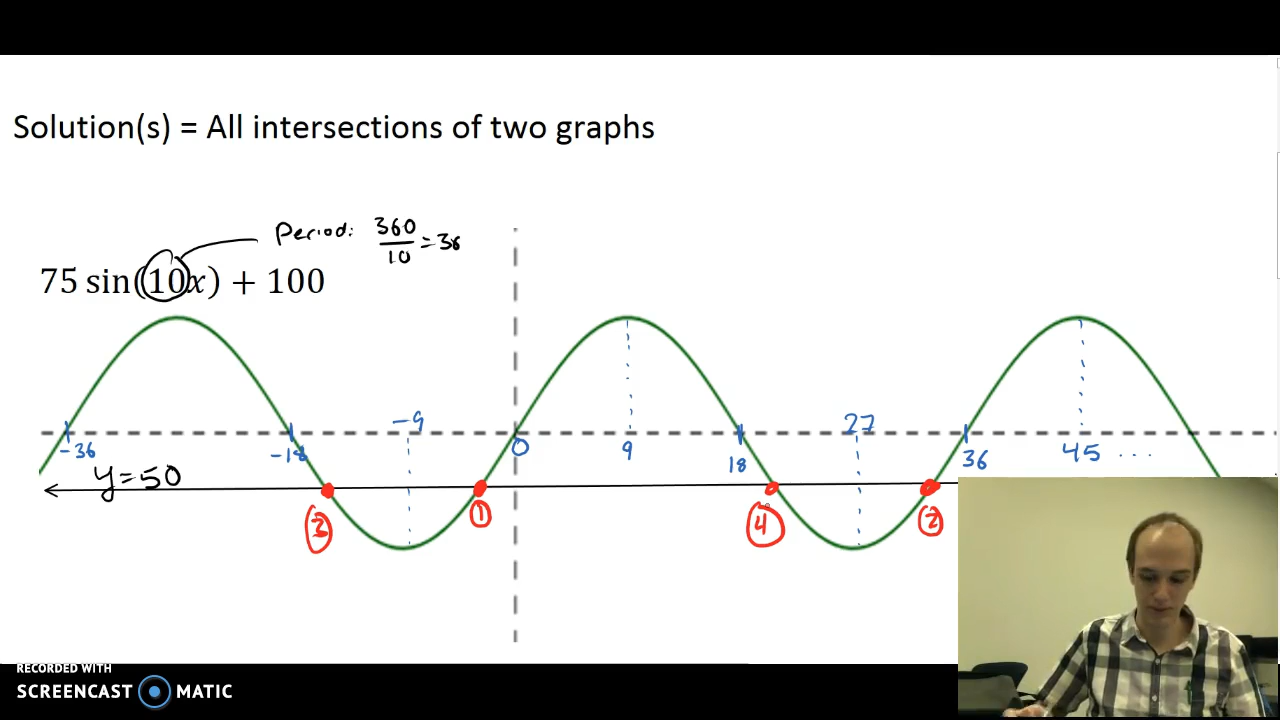 Solution(s) = All intersections of two graphs
Period: 360/10 = 36
75 sin(10x) + 100
-36
-18
-9
0
9
18
27
36
45 ...
y=50
3
1
4
2
RECORDED WITH
SCREENCAST MATIC